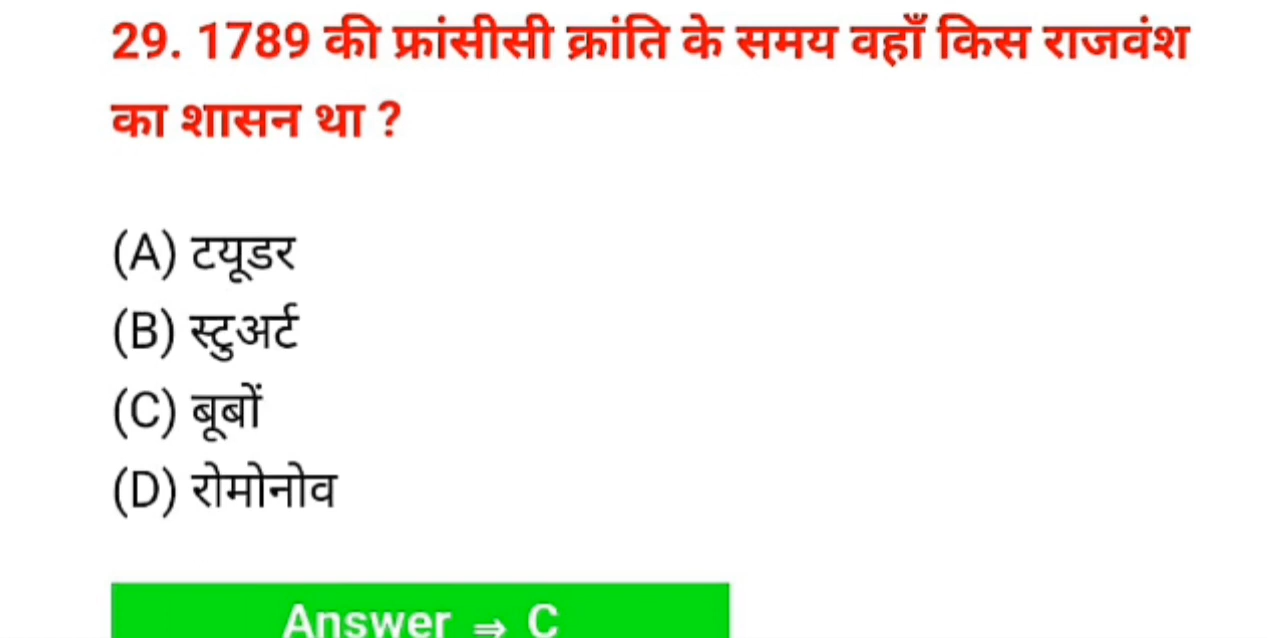 29. 1789 की फ्रांसीसी क्रांति के समय वहाँ किस राजवंश
का शासन था ?
(A) टयूडर
(B) स्टुअर्ट
(C) बूबों
(D) रोमोनोव
Answer ⇒ C